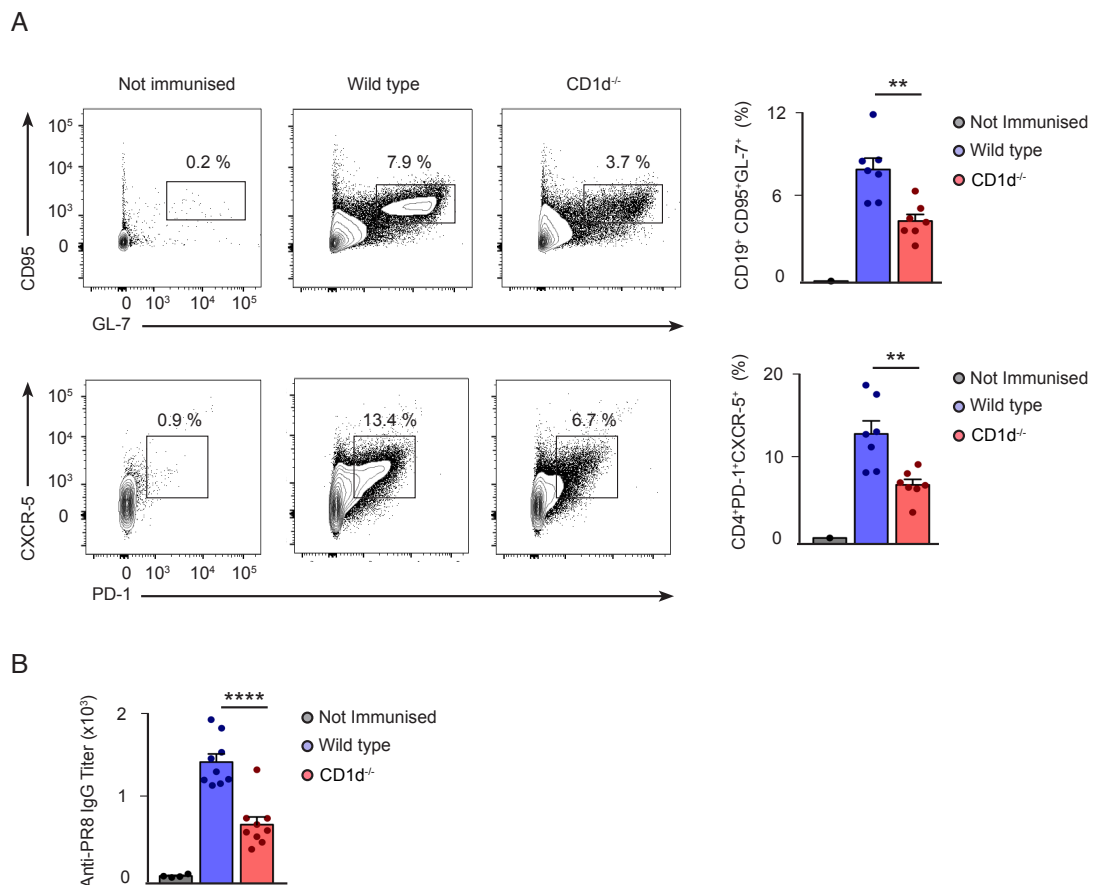 A
Not immunised
Wild type
CD1d-/-
0.2 %
7.9 %
3.7 %
10⁵
10⁴
10³
0
CD95
0 10³ 10⁴ 10⁵
GL-7
**
CD19⁺ CD95⁺GL-7⁺ (%)
12
6
0
Not Immunised
Wild type
CD1d-/-
0.9 %
13.4 %
6.7 %
10⁵
10⁴
10³
0
CXCR-5
0 10³ 10⁴ 10⁵
PD-1
**
CD4⁺PD-1⁺CXCR-5⁺ (%)
20
10
0
Not Immunised
Wild type
CD1d-/-
B
****
Anti-PR8 IgG Titer (x10³)
2
1
0
Not Immunised
Wild type
CD1d-/-